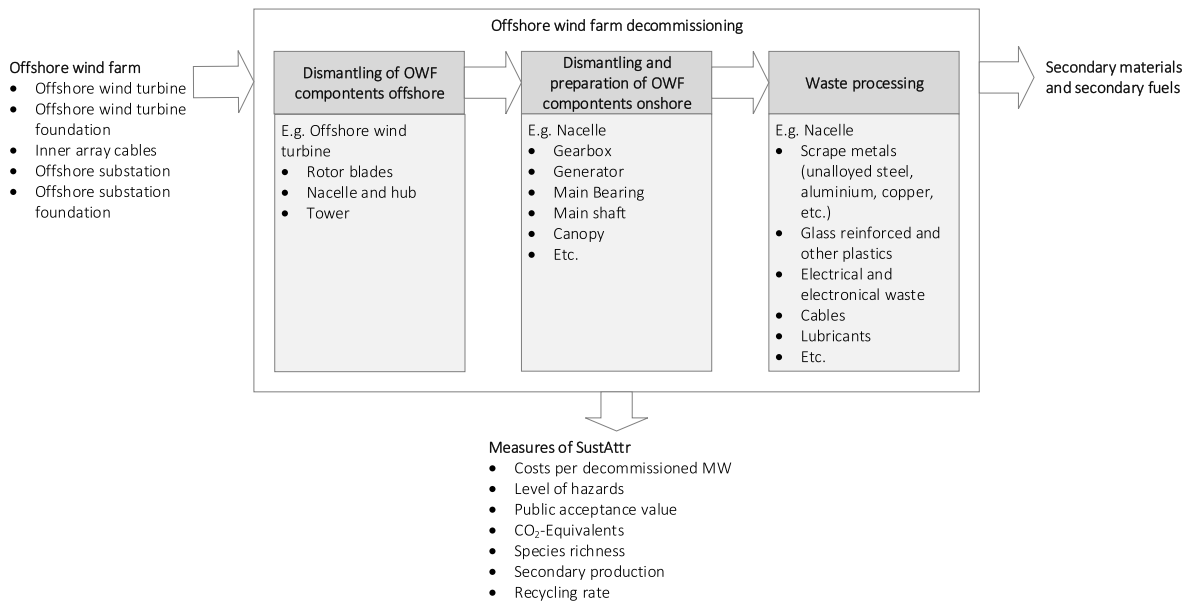 Offshore wind farm decommissioning
Offshore wind farm
• Offshore wind turbine
• Offshore wind turbine
foundation
• Inner array cables
• Offshore substation
• Offshore substation
foundation
Dismantling of OWF
compontents offshore
E.g. Offshore wind
turbine
• Rotor blades
• Nacelle and hub
• Tower
Dismantling and
preparation of OWF
compontents onshore
E.g. Nacelle
• Gearbox
• Generator
• Main Bearing
• Main shaft
• Canopy
• Etc.
Waste processing
E.g. Nacelle
• Scrape metals
(unalloyed steel,
aluminium, copper,
etc.)
• Glass reinforced and
other plastics
• Electrical and
electronical waste
• Cables
• Lubricants
• Etc.
Secondary materials
and secondary fuels
Measures of SustAttr
• Costs per decommissioned MW
• Level of hazards
• Public acceptance value
• CO₂-Equivalents
• Species richness
• Secondary production
• Recycling rate